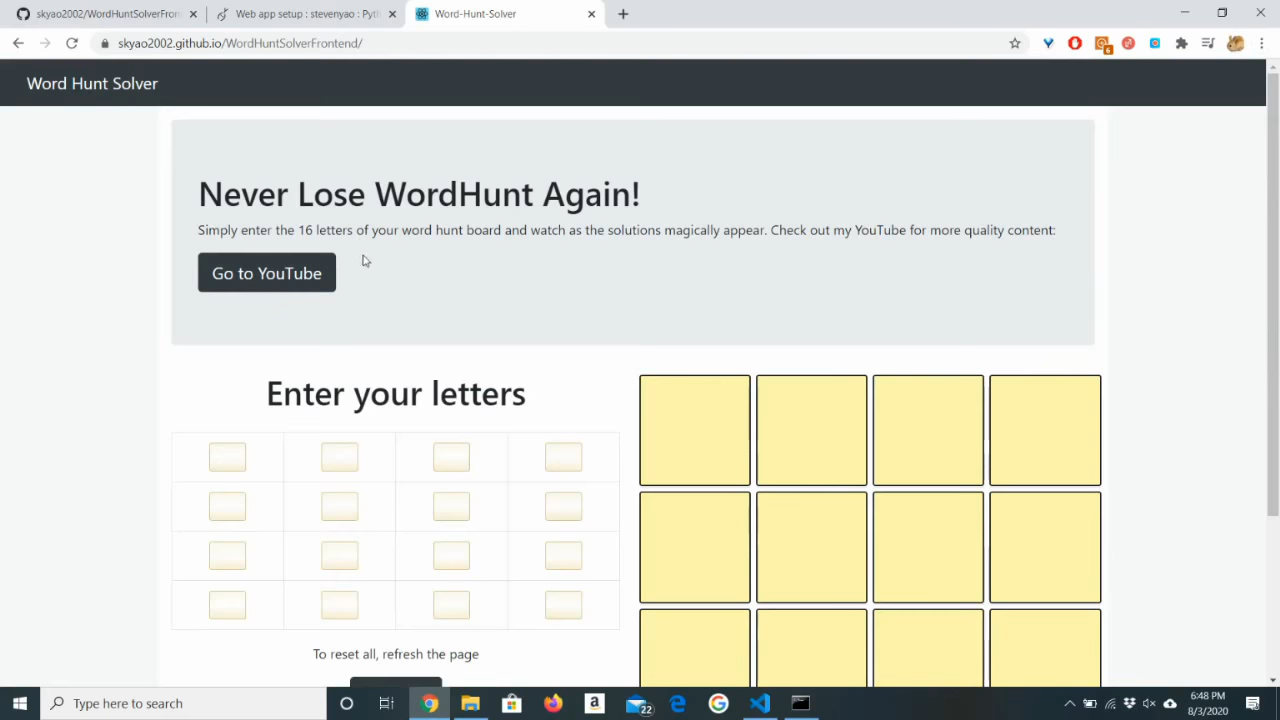 skyao2002/WordHuntSolverFron
Web app setup : stevenyao : Pyth
Word-Hunt-Solver
skyao2002.github.io/WordHuntSolverFrontend/
6
Word Hunt Solver
Never Lose WordHunt Again!
Simply enter the 16 letters of your word hunt board and watch as the solutions magically appear. Check out my YouTube for more quality content:
Go to YouTube
Enter your letters
To reset all, refresh the page
Type here to search
22
6:48 PM
8/3/2020